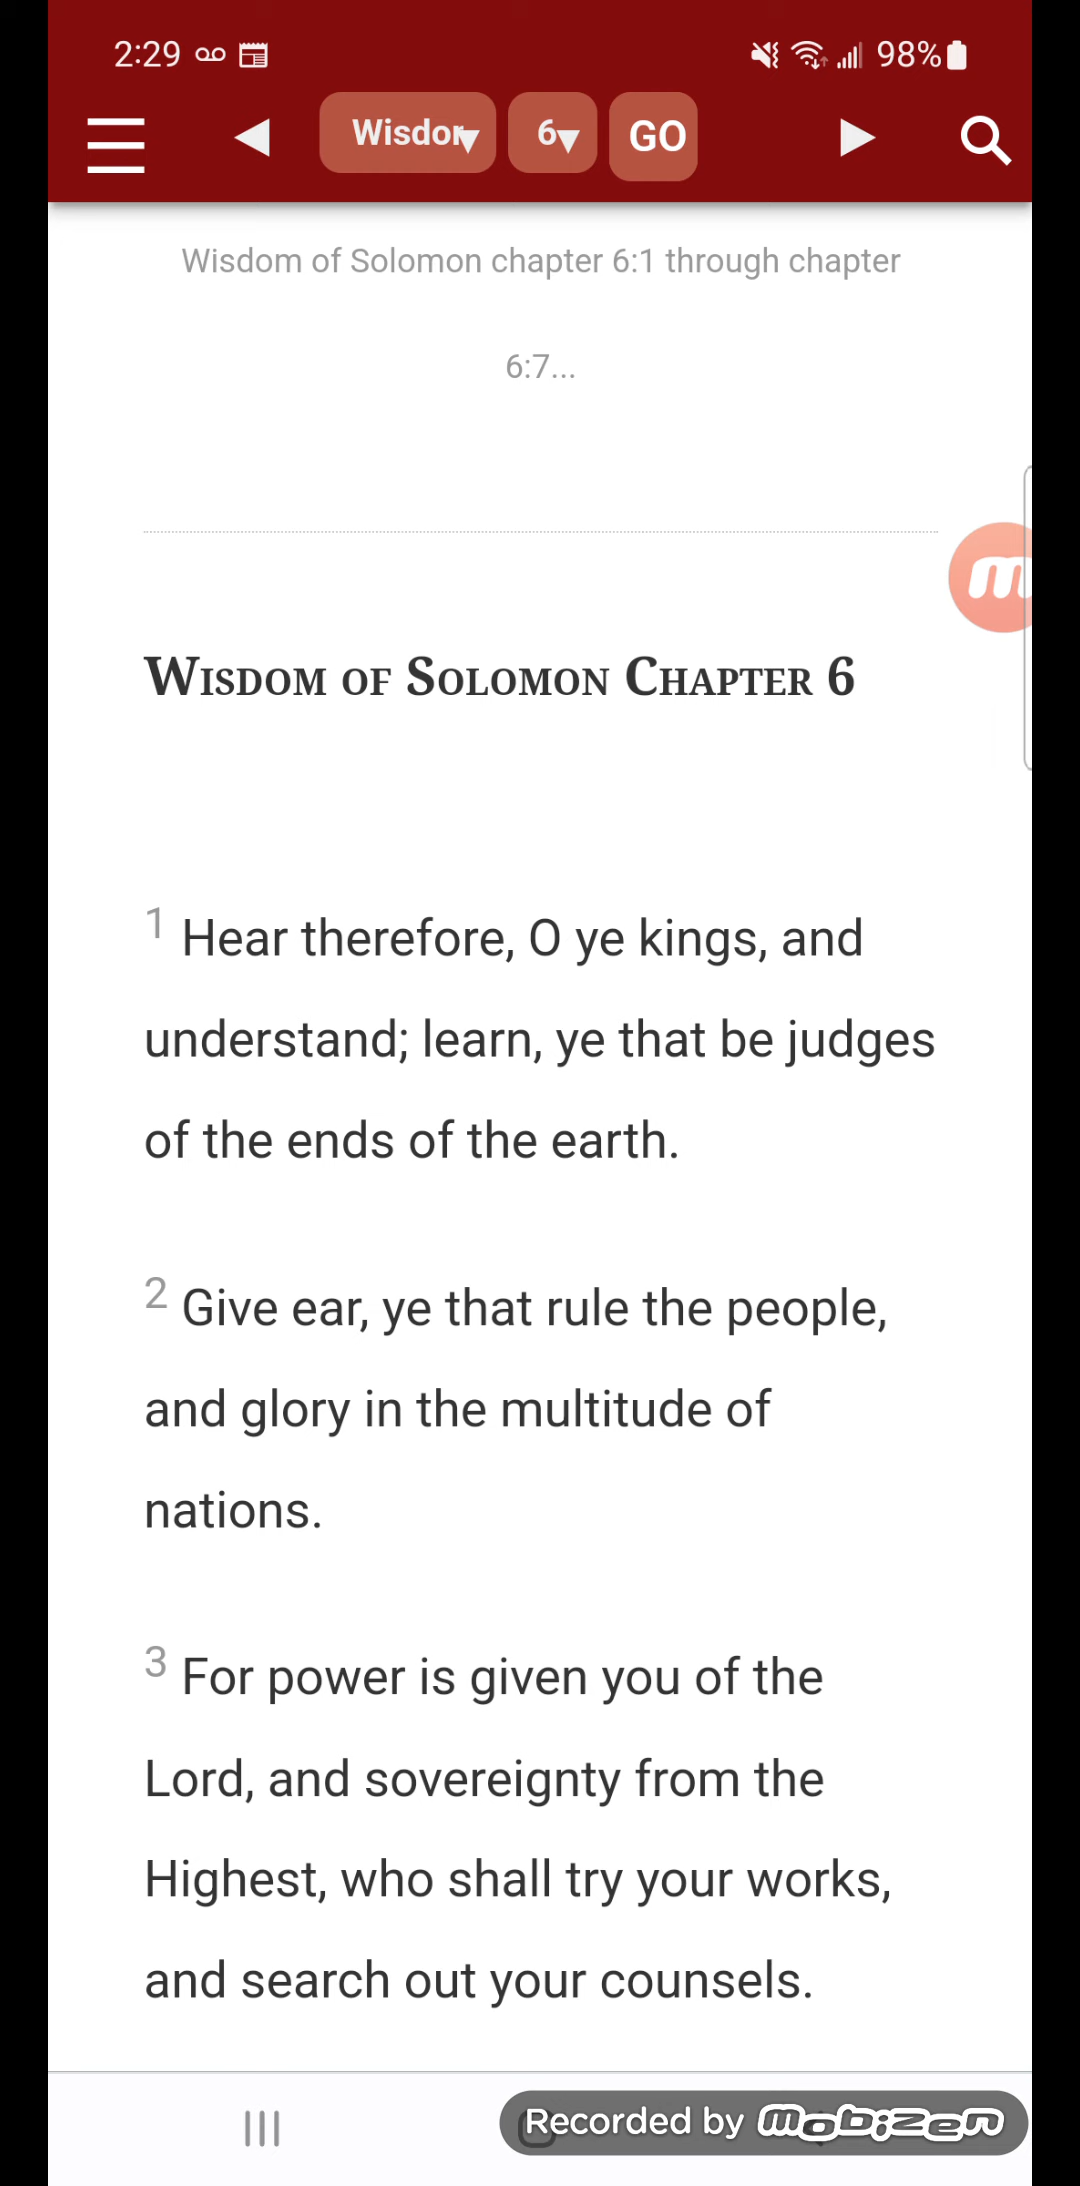 2:29 98%
Wisdor 6 GO
Wisdom of Solomon chapter 6:1 through chapter
6:7...
m
Wisdom of Solomon Chapter 6
1 Hear therefore, O ye kings, and
understand; learn, ye that be judges
of the ends of the earth.
2 Give ear, ye that rule the people,
and glory in the multitude of
nations.
3 For power is given you of the
Lord, and sovereignty from the
Highest, who shall try your works,
and search out your counsels.
Recorded by mobizen